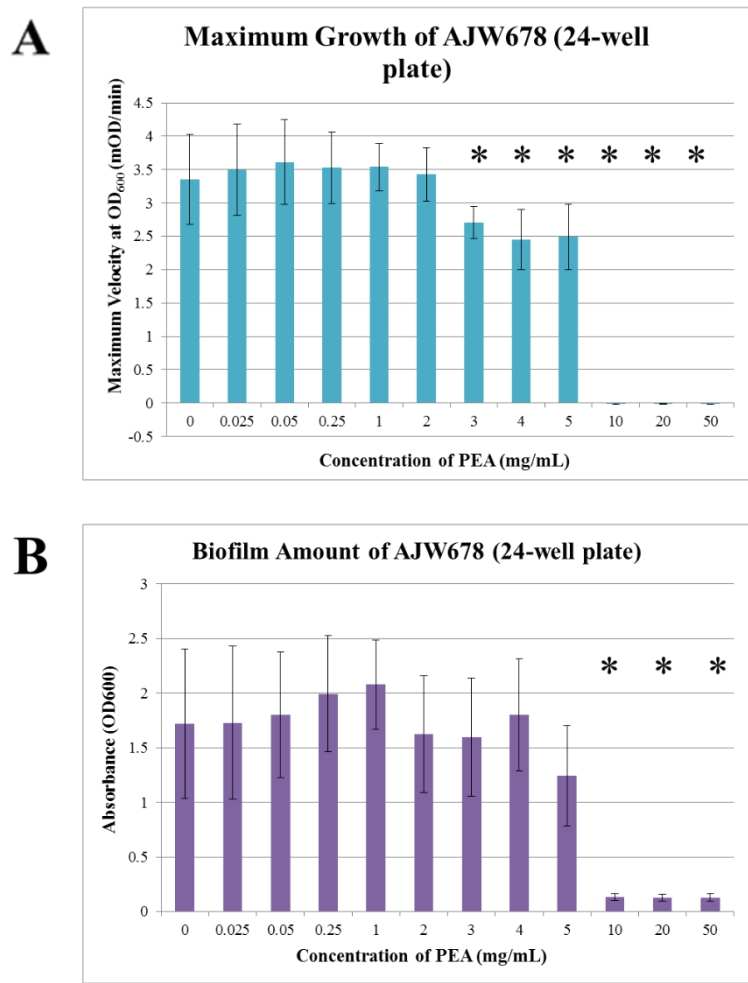 A
Maximum Growth of AJW678 (24-well
plate)
Maximum Velocity at OD600 (mOD/min)
4.5
4
3.5
3
2.5
2
1.5
1
0.5
0
-0.5
* * * * * *
0 0.025 0.05 0.25 1 2 3 4 5 10 20 50
Concentration of PEA (mg/mL)
B
Biofilm Amount of AJW678 (24-well plate)
Absorbance (OD600)
3
2.5
2
1.5
1
0.5
0
* * *
0 0.025 0.05 0.25 1 2 3 4 5 10 20 50
Concentration of PEA (mg/mL)